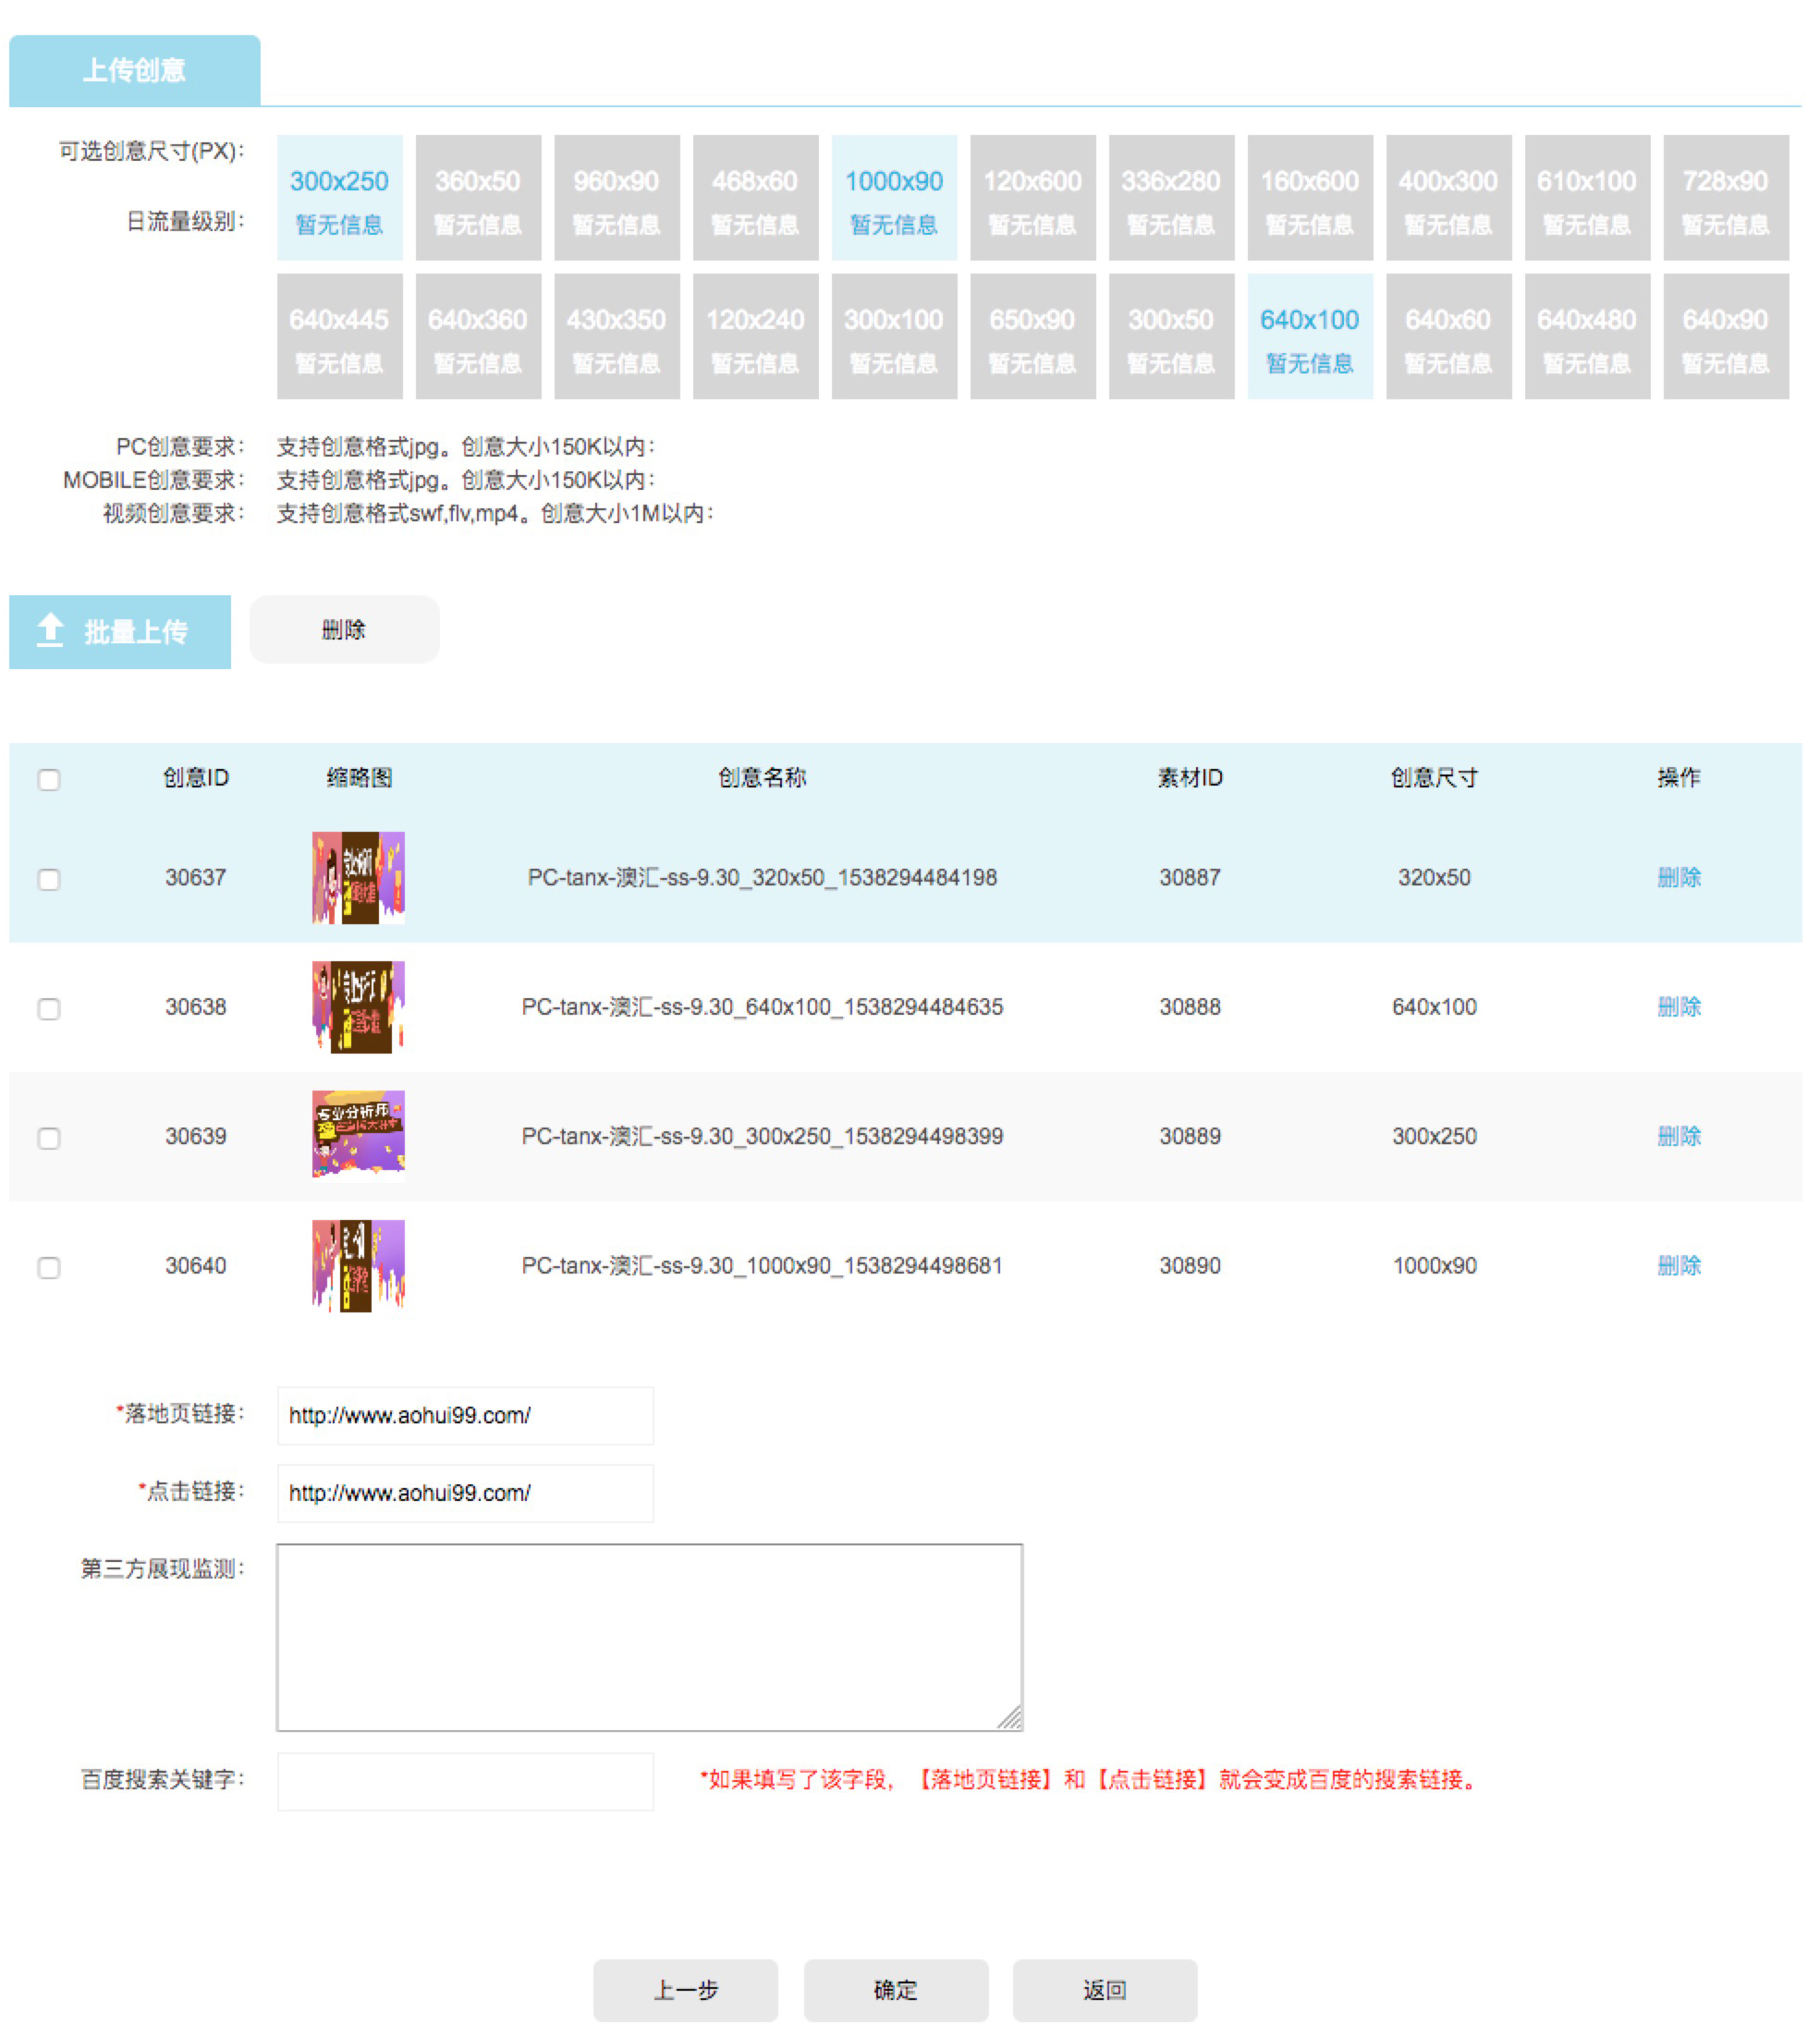 上传创意
可选创意尺寸(PX):
300x250 360x50 960x90 468x60 1000x90 120x600 336x280 160x600 400x300 610x100 728x90
日流量级别:
暂无信息 暂无信息 暂无信息 暂无信息 暂无信息 暂无信息 暂无信息 暂无信息 暂无信息 暂无信息 暂无信息
640x445 640x360 430x350 120x240 300x100 650x90 300x50 640x100 640x60 640x480 640x90
暂无信息 暂无信息 暂无信息 暂无信息 暂无信息 暂无信息 暂无信息 暂无信息 暂无信息 暂无信息 暂无信息
PC创意要求: 支持创意格式jpg。创意大小150K以内:
MOBILE创意要求: 支持创意格式jpg。创意大小150K以内:
视频创意要求: 支持创意格式swf,flv,mp4。创意大小1M以内:
批量上传 删除
创意ID 缩略图 创意名称 素材ID 创意尺寸 操作
30637 PC-tanx-澳汇-ss-9.30_320x50_1538294484198 30887 320x50 删除
30638 PC-tanx-澳汇-ss-9.30_640x100_1538294484635 30888 640x100 删除
专业分析师
30639 PC-tanx-澳汇-ss-9.30_300x250_1538294498399 30889 300x250 删除
30640 PC-tanx-澳汇-ss-9.30_1000x90_1538294498681 30890 1000x90 删除
*落地页链接: http://www.aohui99.com/
*点击链接: http://www.aohui99.com/
第三方展现监测:
百度搜索关键字: *如果填写了该字段,【落地页链接】和【点击链接】就会变成百度的搜索链接。
上一步 确定 返回